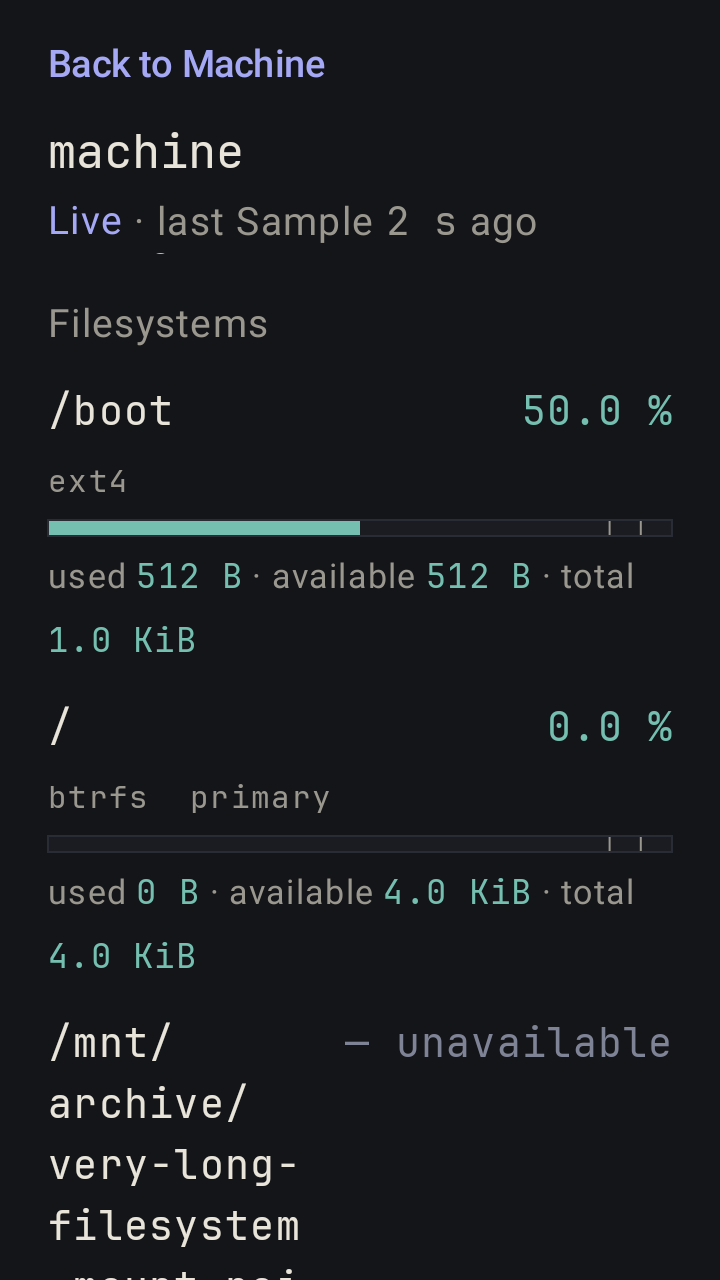 Back to Machine
machine
Live · last Sample 2 s ago
Filesystems
/boot 50.0 %
ext4
used 512 B · available 512 B · total
1.0 KiB
/ 0.0 %
btrfs primary
used 0 B · available 4.0 KiB · total
4.0 KiB
/mnt/ — unavailable
archive/
very-long-
filesystem